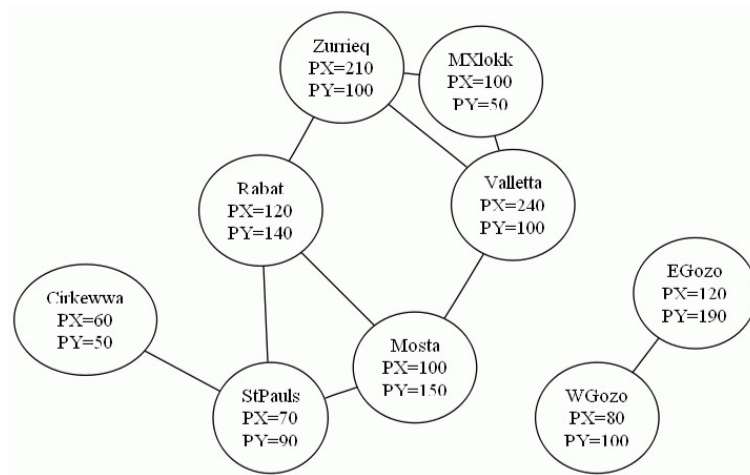 Zurrieq
PX=210
PY=100
MXlokk
PX=100
PY=50
Rabat
PX=120
PY=140
Valletta
PX=240
PY=100
Cirkewwa
PX=60
PY=50
EGozo
PX=120
PY=190
Mosta
PX=100
PY=150
StPauls
PX=70
PY=90
WGozo
PX=80
PY=100